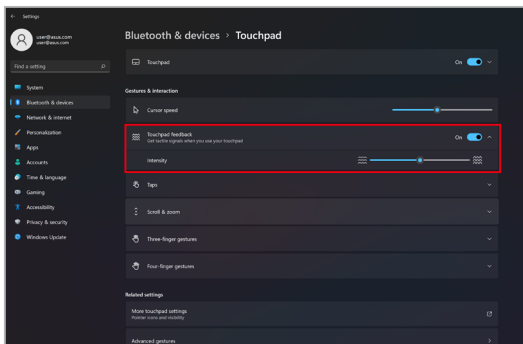 Settings
user@asus.com
user@asus.com
Find a setting
System
Bluetooth & devices
Network & internet
Personalization
Apps
Accounts
Time & language
Gaming
Accessibility
Privacy & security
Windows Update
Bluetooth & devices > Touchpad
Touchpad
On
Gestures & interaction
Cursor speed
Touchpad feedback
Get tactile signals when you use your touchpad
On
Intensity
Taps
Scroll & zoom
Three-finger gestures
Four-finger gestures
Related settings
More touchpad settings
Pointer icons and visibility
Advanced gestures